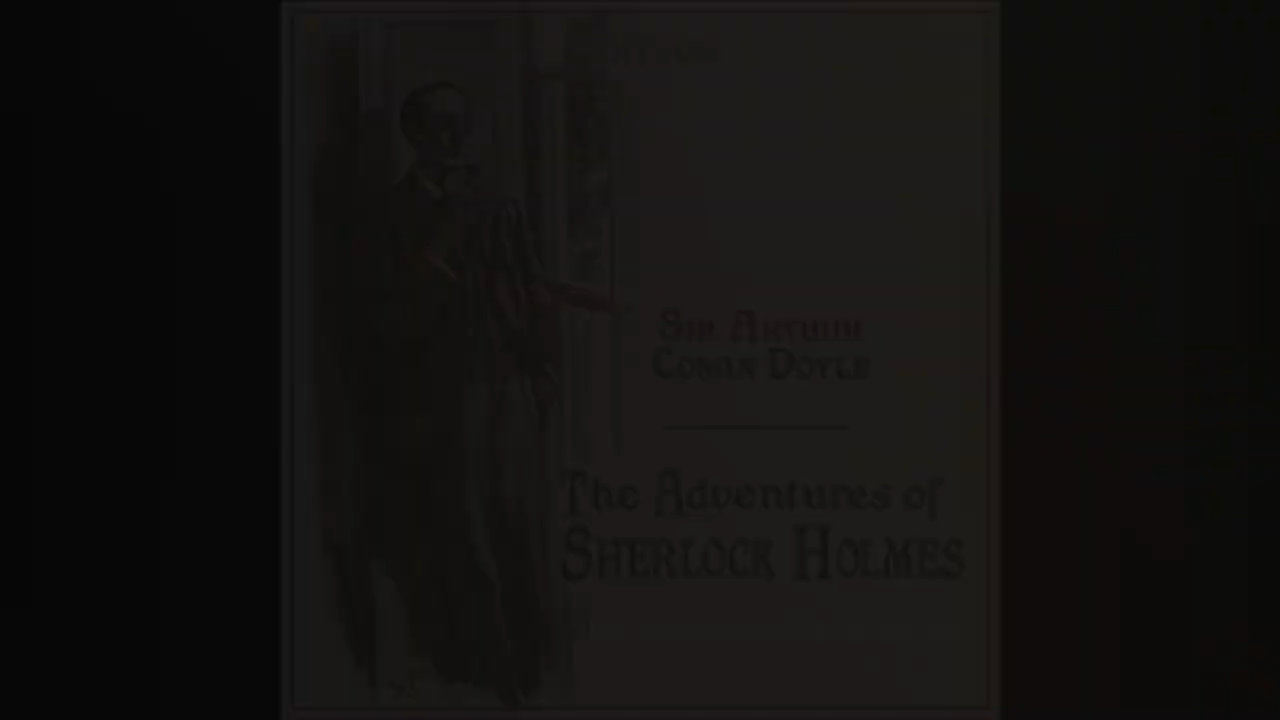 Sir Arthur
Conan Doyle
The Adventures of
Sherlock Holmes